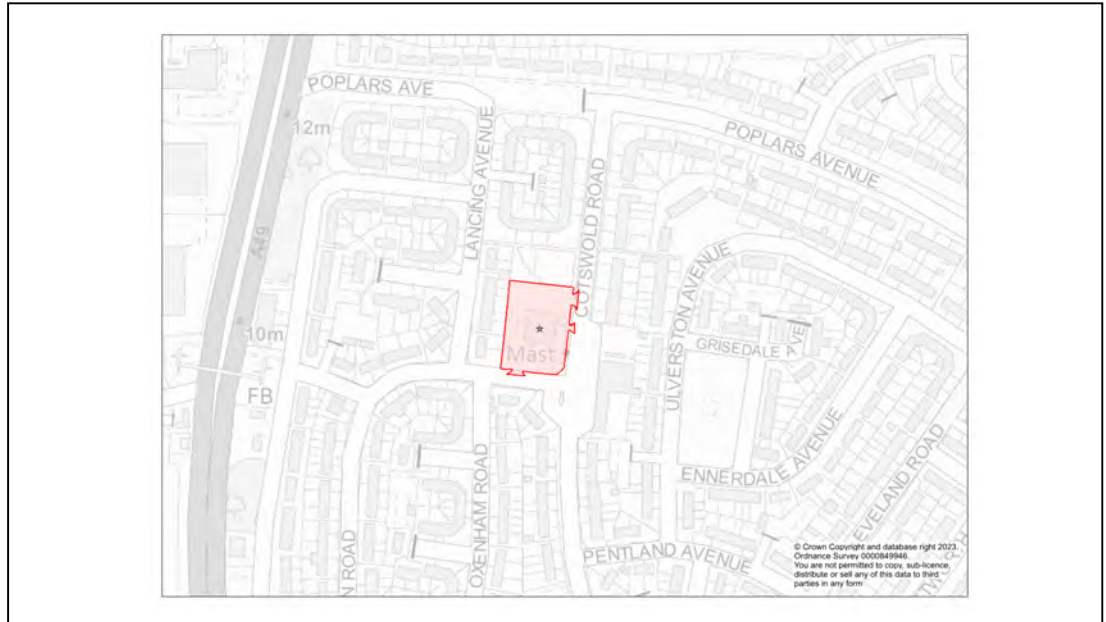 POPLARS AVE
12m
LANCING AVENUE
COTSWOLD ROAD
POPLARS AVENUE
A49
ULVERSTON AVENUE
10m
GRISEDALE AVE
Mast
FB
ENNERDALE AVENUE
OXENHAM ROAD
EVELAND ROAD
PENTLAND AVENUE
N ROAD
© Crown Copyright and database right 2023.
Ordnance Survey 0000849946.
You are not permitted to copy, sub-licence,
distribute or sell any of this data to third
parties in any form